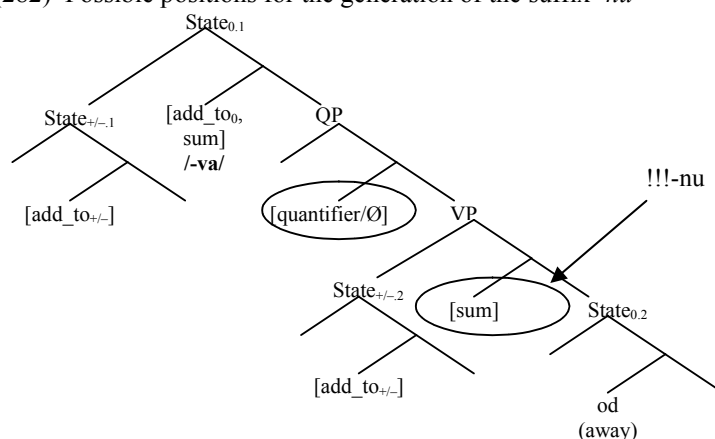 (282) Possible positions for the generation of the suffix -nu
State₀.₁
State₊/₋.₁
[add_to₀,
sum]
/-va/
QP
!!!-nu
[add_to₊/₋]
[quantifier/Ø]
VP
State₊/₋.₂
[sum]
State₀.₂
[add_to₊/₋]
od
(away)